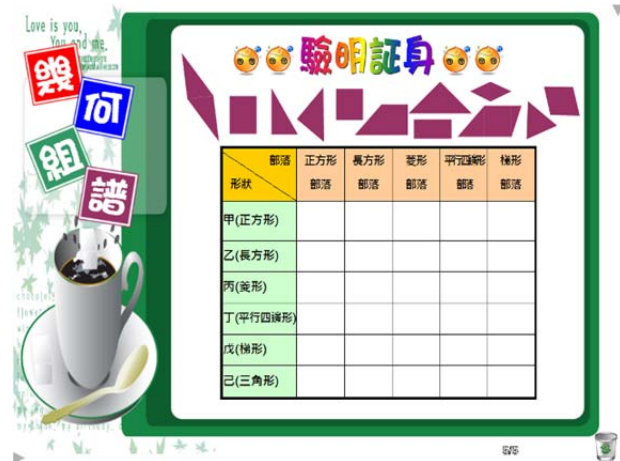 Love is you,
You and me,
幾
何
組
譜
驗明証身
部落
形狀
正方形
部落
長方形
部落
菱形
部落
平行四邊形
部落
梯形
部落
甲(正方形)
乙(長方形)
丙(菱形)
丁(平行四邊形)
戊(梯形)
己(三角形)
5/5